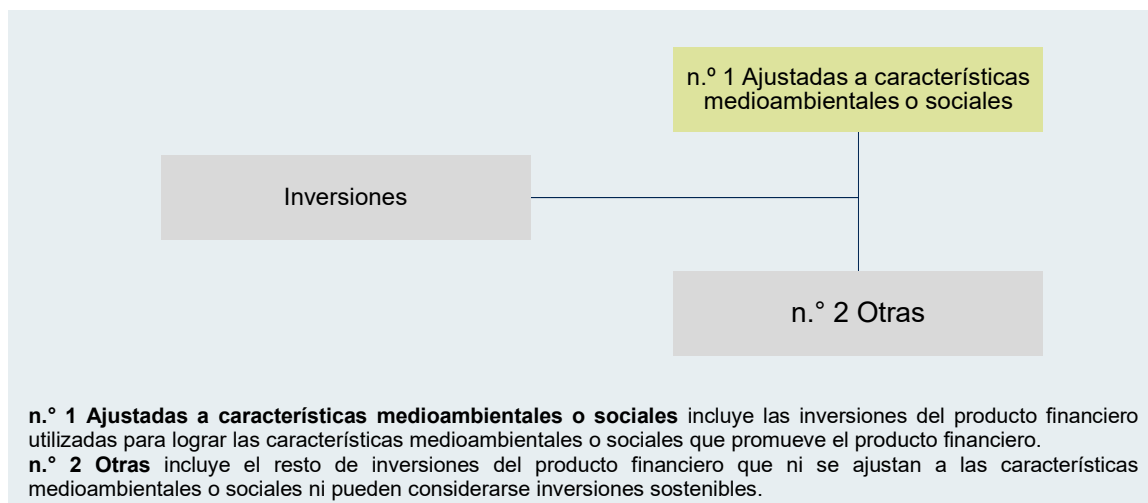 n.º 1 Ajustadas a características
medioambientales o sociales
Inversiones
n.° 2 Otras
n.° 1 Ajustadas a características medioambientales o sociales incluye las inversiones del producto financiero
utilizadas para lograr las características medioambientales o sociales que promueve el producto financiero.
n.° 2 Otras incluye el resto de inversiones del producto financiero que ni se ajustan a las características
medioambientales o sociales ni pueden considerarse inversiones sostenibles.